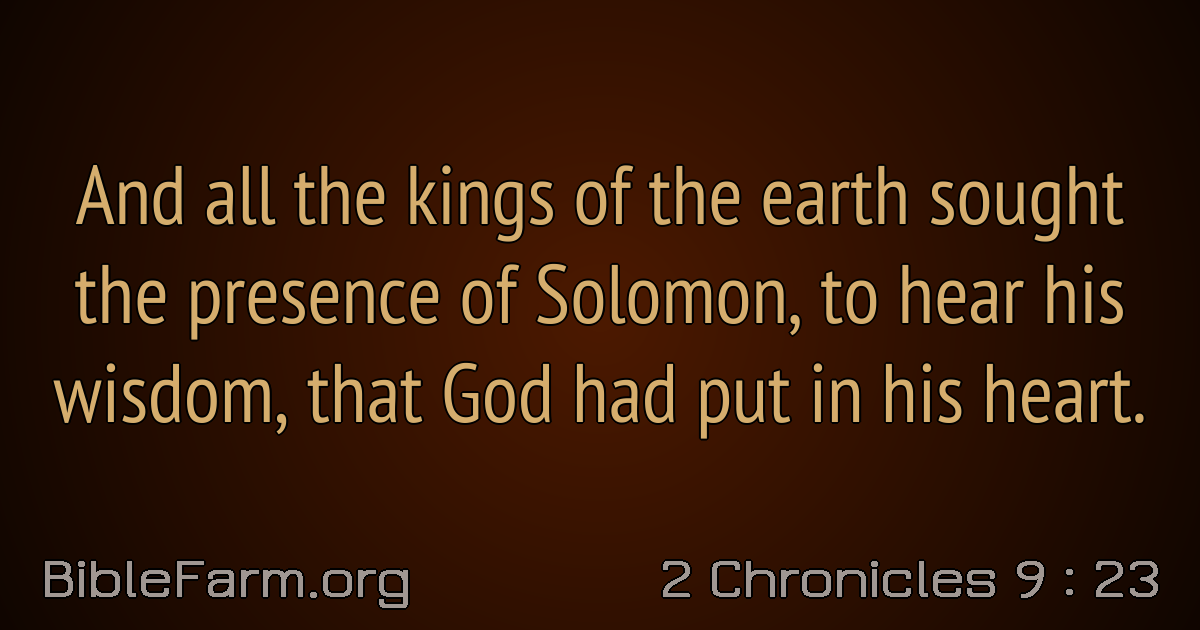 And all the kings of the earth sought
the presence of Solomon, to hear his
wisdom, that God had put in his heart.
BibleFarm.org
2 Chronicles 9 : 23